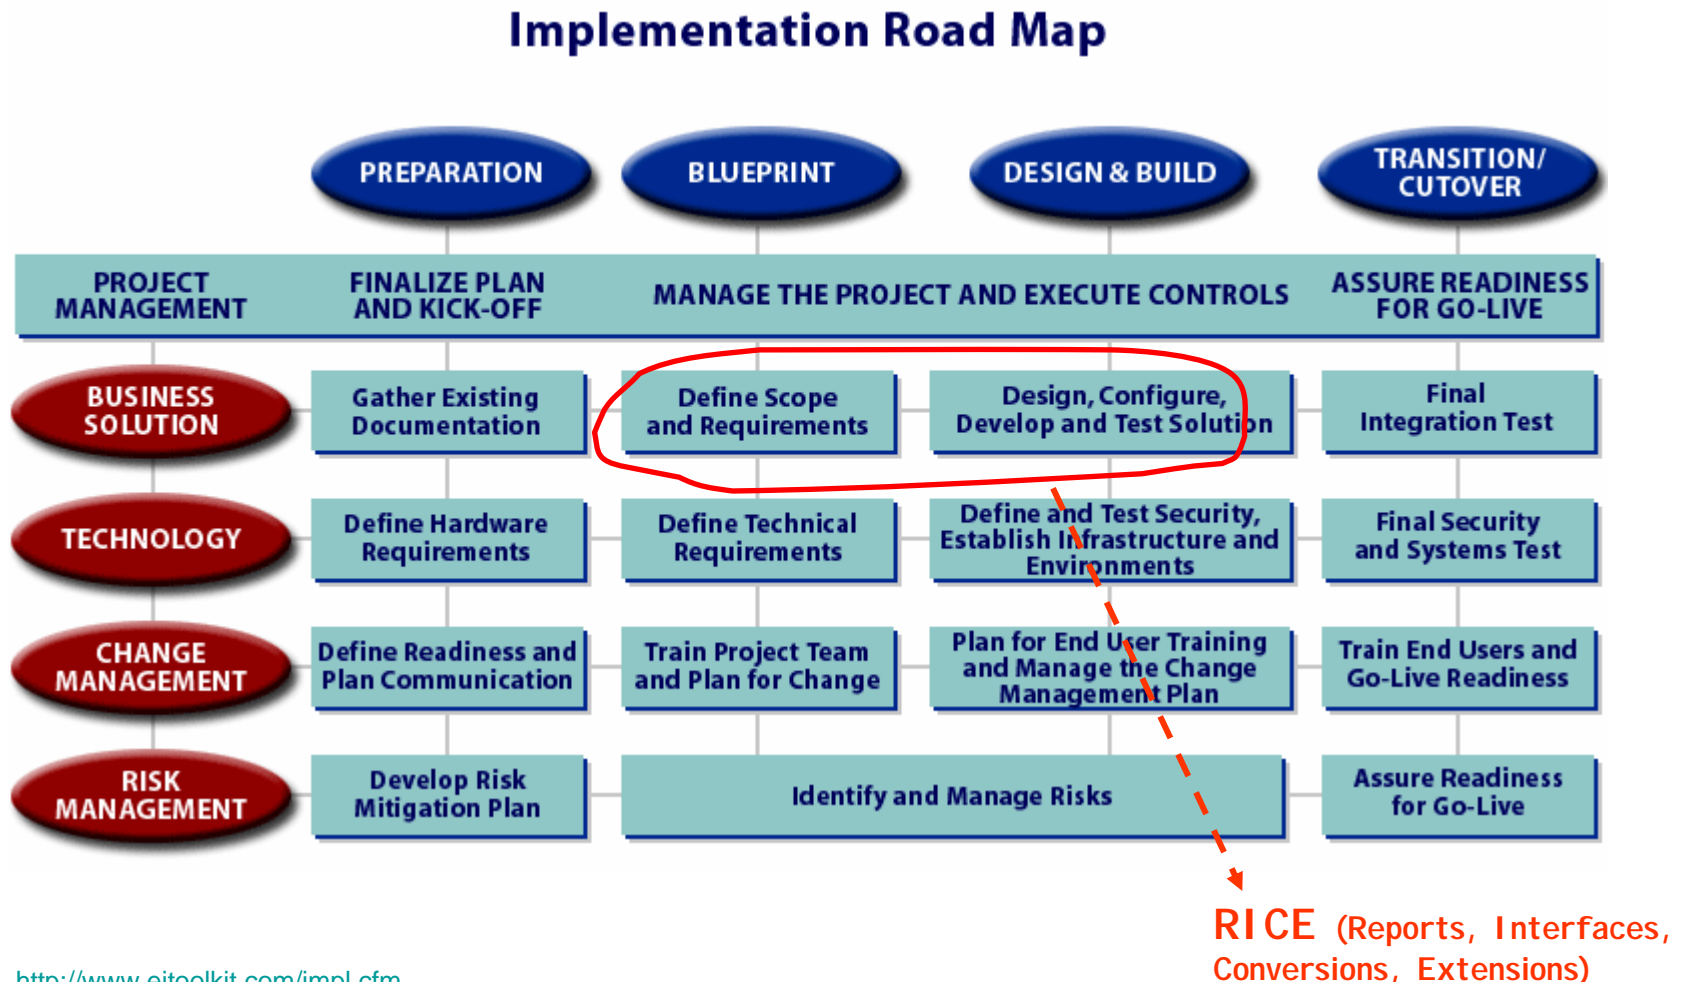 Implementation Road Map
PREPARATION
BLUEPRINT
DESIGN & BUILD
TRANSITION/
CUTOVER
PROJECT
MANAGEMENT
FINALIZE PLAN
AND KICK-OFF
MANAGE THE PROJECT AND EXECUTE CONTROLS
ASSURE READINESS
FOR GO-LIVE
BUSINESS
SOLUTION
Gather Existing
Documentation
Define Scope
and Requirements
Design, Configure,
Develop and Test Solution
Final
Integration Test
TECHNOLOGY
Define Hardware
Requirements
Define Technical
Requirements
Define and Test Security,
Establish Infrastructure and
Environments
Final Security
and Systems Test
CHANGE
MANAGEMENT
Define Readiness and
Plan Communication
Train Project Team
and Plan for Change
Plan for End User Training
and Manage the Change
Management Plan
Train End Users and
Go-Live Readiness
RISK
MANAGEMENT
Develop Risk
Mitigation Plan
Identify and Manage Risks
Assure Readiness
for Go-Live
RICE (Reports, Interfaces,
Conversions, Extensions)
http://www.eitoolkit.com/impl.cfm